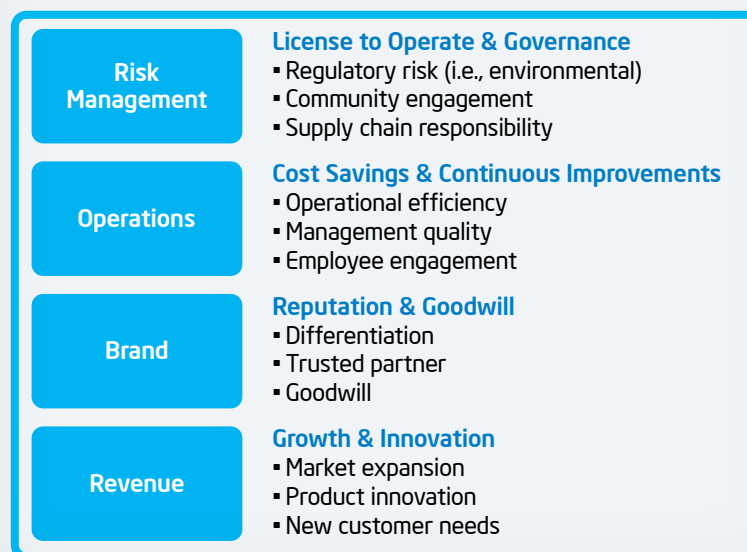 Risk
Management
License to Operate & Governance
▪ Regulatory risk (i.e., environmental)
▪ Community engagement
▪ Supply chain responsibility
Operations
Cost Savings & Continuous Improvements
▪ Operational efficiency
▪ Management quality
▪ Employee engagement
Brand
Reputation & Goodwill
▪ Differentiation
▪ Trusted partner
▪ Goodwill
Revenue
Growth & Innovation
▪ Market expansion
▪ Product innovation
▪ New customer needs